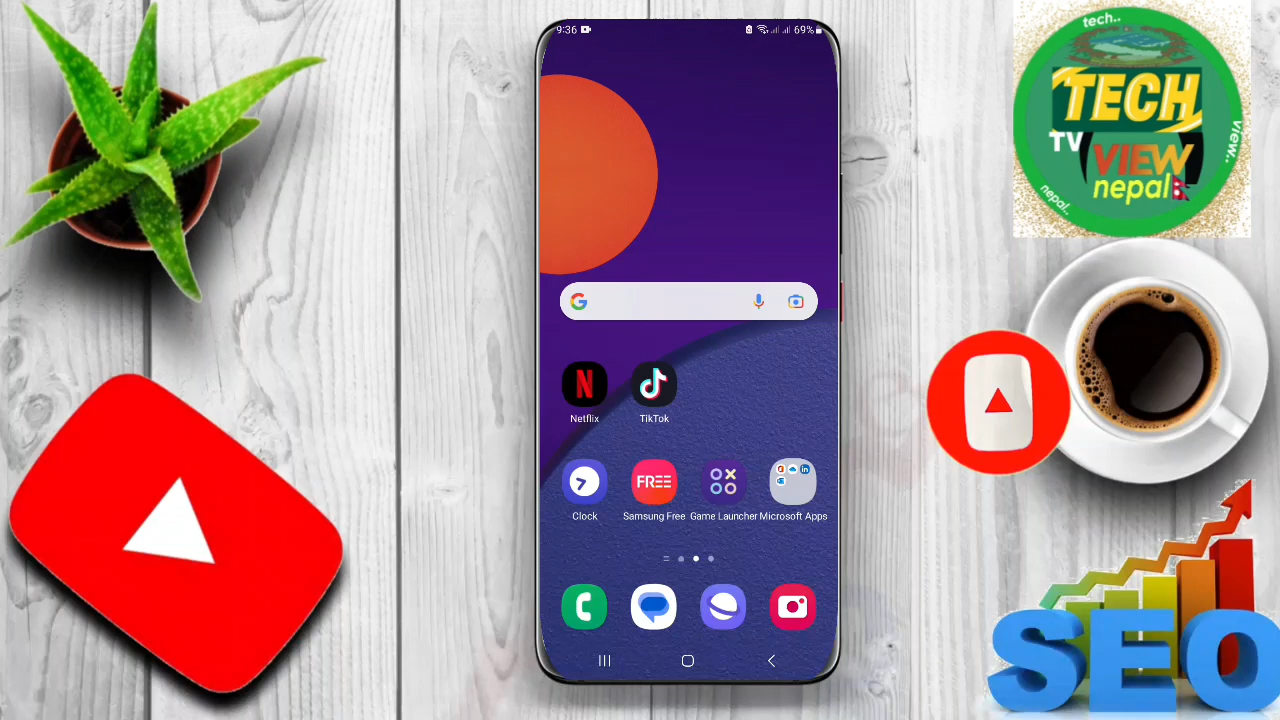 9:36
69%
Netflix
TikTok
Clock
FREE
Samsung Free
Game Launcher
Microsoft Apps
tech..
TECH
TV
VIEW
view..
nepal
nepal..
SEO